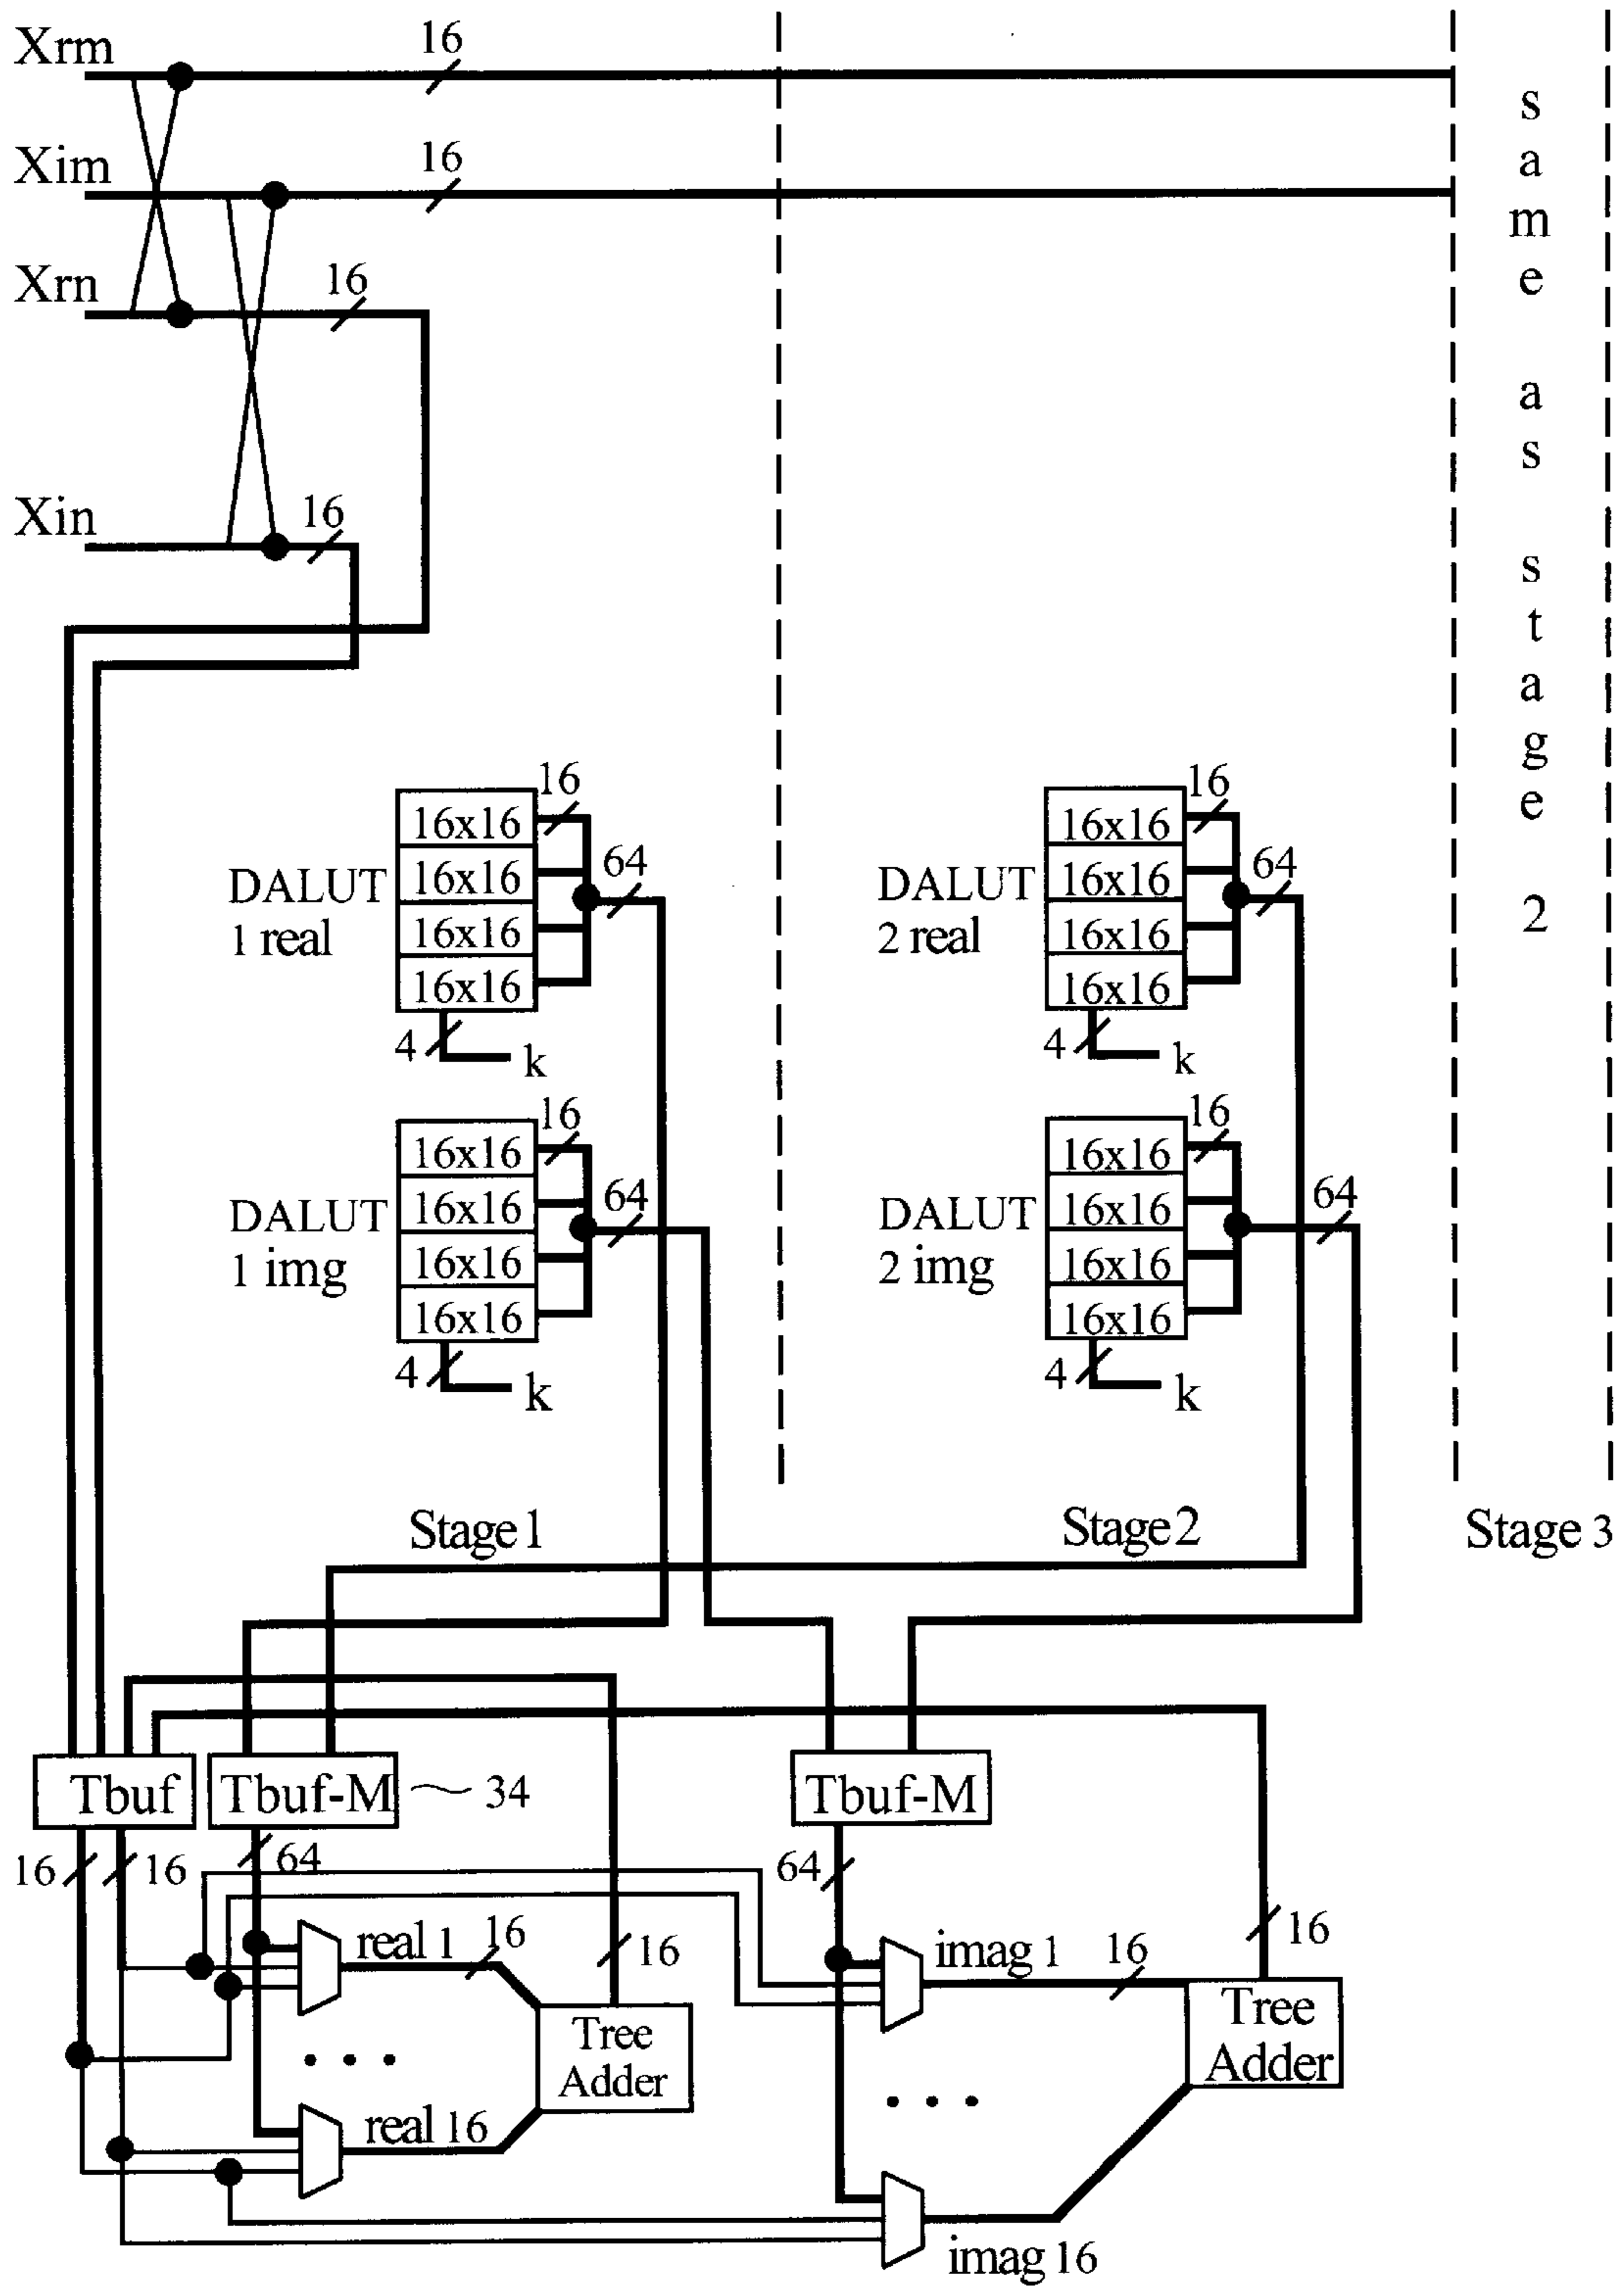 Xrm
16
Xim
16
Xrn
16
Xin
16
same as stage 2
16
16x16
16x16
16x16
16x16
64
DALUT
1 real
4
k
16
16x16
16x16
16x16
16x16
64
DALUT
2 real
4
k
16
16x16
16x16
16x16
16x16
64
DALUT
1 img
4
k
16
16x16
16x16
16x16
16x16
64
DALUT
2 img
4
k
Stage 1
Stage 2
Stage 3
Tbuf
Tbuf-M
34
Tbuf-M
16
16
64
64
real 1
16
16
imag 1
16
16
Tree
Adder
Tree
Adder
. . .
. . .
real 16
imag 16